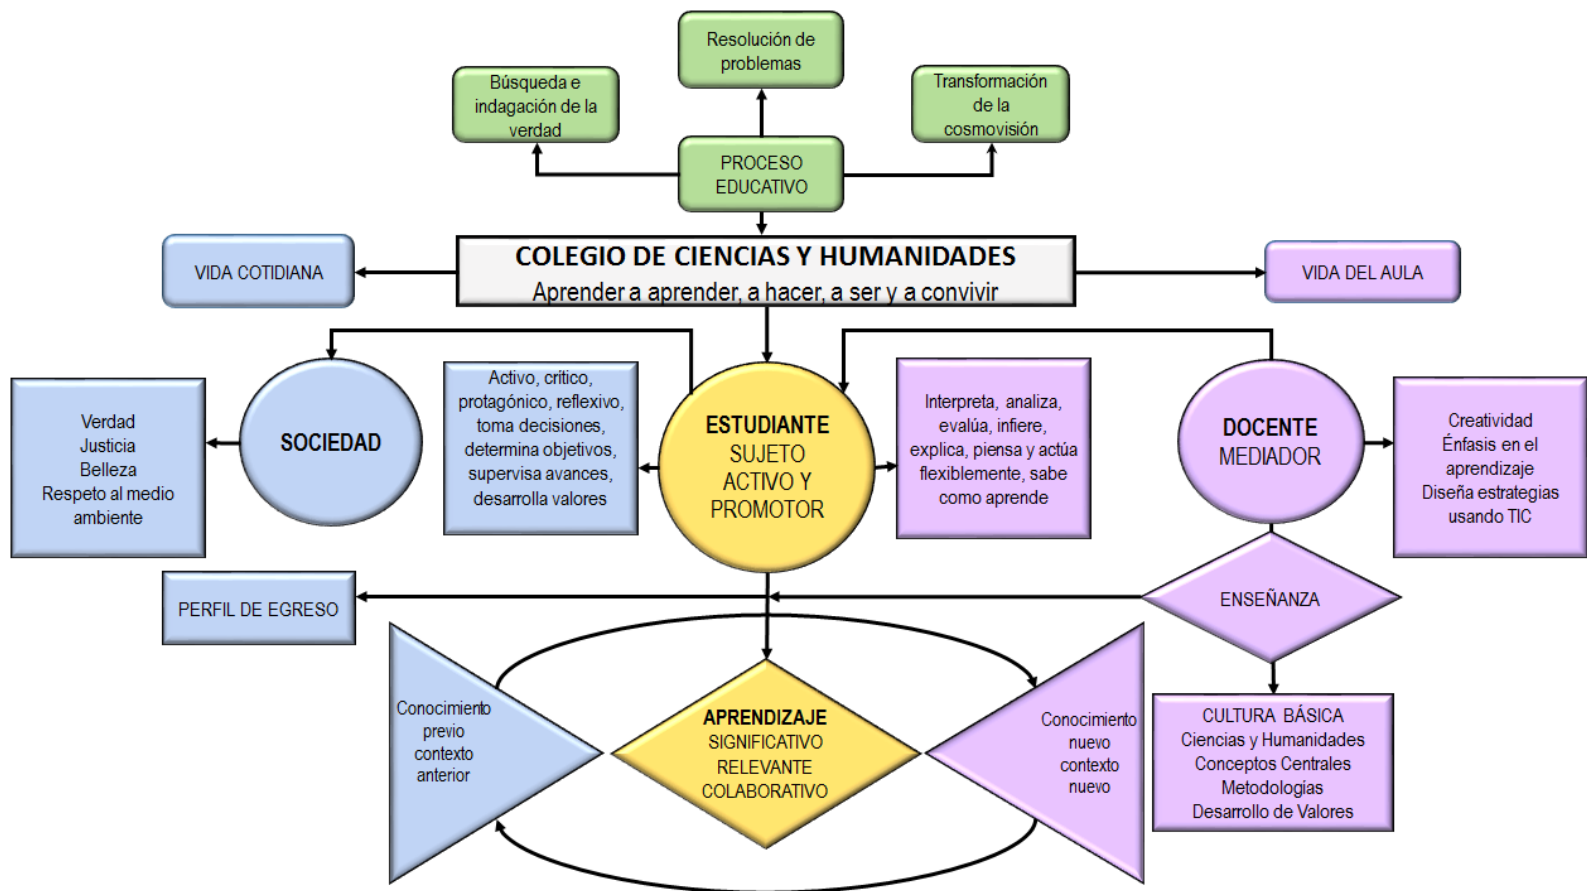 Resolución de
problemas
Búsqueda e
indagación de la
verdad
Transformación
de la
cosmovisión
PROCESO
EDUCATIVO
COLEGIO DE CIENCIAS Y HUMANIDADES
Aprender a aprender, a hacer, a ser y a convivir
VIDA COTIDIANA
VIDA DEL AULA
Verdad
Justicia
Belleza
Respeto al medio
ambiente
SOCIEDAD
Activo, crítico,
protagónico, reflexivo,
toma decisiones,
determina objetivos,
supervisa avances,
desarrolla valores
ESTUDIANTE
SUJETO
ACTIVO Y
PROMOTOR
Interpreta, analiza,
evalúa, infiere,
explica, piensa y actúa
flexiblemente, sabe
como aprende
DOCENTE
MEDIADOR
Creatividad
Énfasis en el
aprendizaje
Diseña estrategias
usando TIC
PERFIL DE EGRESO
ENSEÑANZA
Conocimiento
previo
contexto
anterior
APRENDIZAJE
SIGNIFICATIVO
RELEVANTE
COLABORATIVO
Conocimiento
nuevo
contexto
nuevo
CULTURA BÁSICA
Ciencias y Humanidades
Conceptos Centrales
Metodologías
Desarrollo de Valores